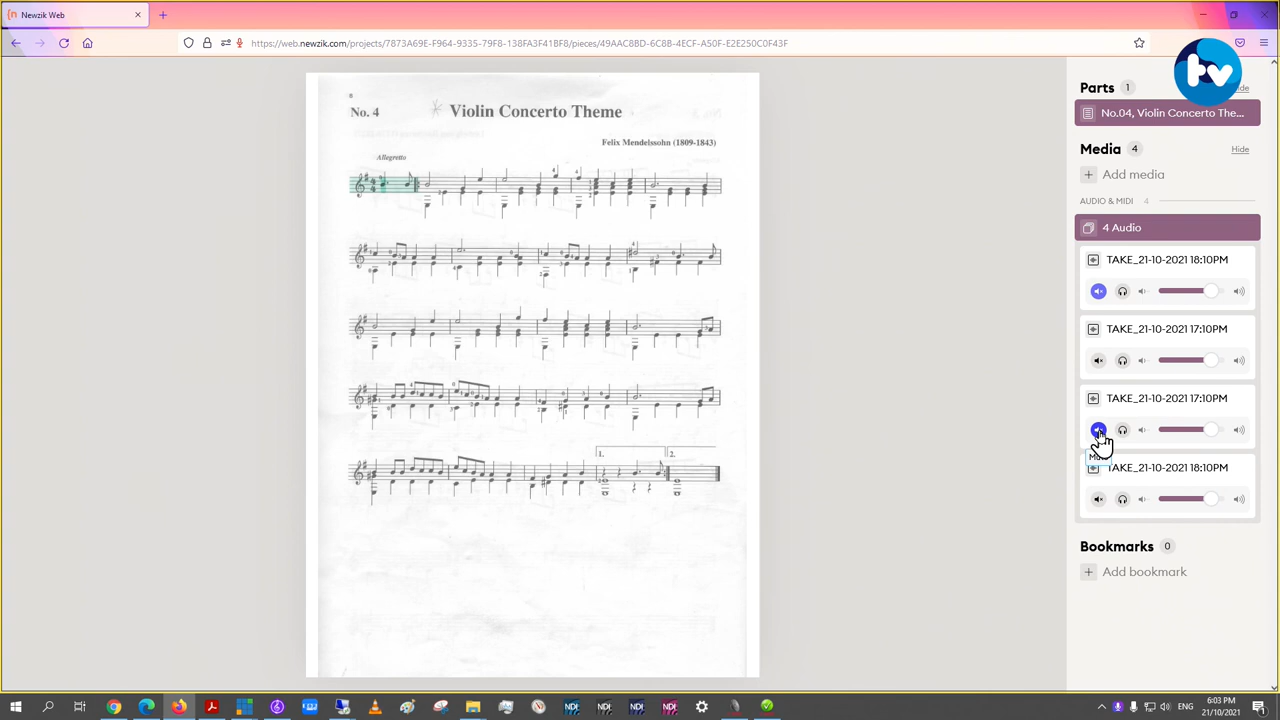 Newzik Web
https://web.newzik.com/projects/7873A69E-F964-9335-79F8-138FA3F41BF8/pieces/49AAC8BD-6C8B-4ECF-A50F-E2E250C0F43F
tv
8
No. 4
Violin Concerto Theme
Felix Mendelssohn (1809-1843)
Allegretto
1.
2.
Parts 1
No.04, Violin Concerto The...
Media 4
Hide
Add media
AUDIO & MIDI 4
4 Audio
TAKE_21-10-2021 18:10PM
TAKE_21-10-2021 17:10PM
TAKE_21-10-2021 17:10PM
TAKE_21-10-2021 18:10PM
Bookmarks 0
Add bookmark
ENG
6:03 PM
21/10/2021